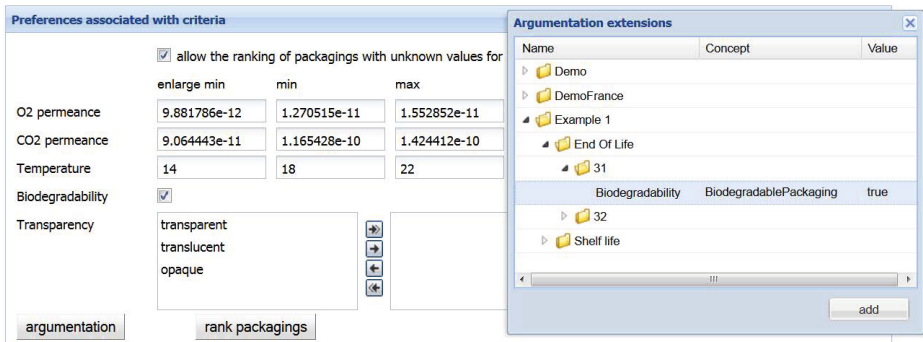 Preferences associated with criteria
allow the ranking of packagings with unknown values for
enlarge min min max
O2 permeance 9.881786e-12 1.270515e-11 1.552852e-11
CO2 permeance 9.064443e-11 1.165428e-10 1.424412e-10
Temperature 14 18 22
Biodegradability
Transparency
transparent
translucent
opaque
argumentation rank packagings
Argumentation extensions
Name Concept Value
Demo
DemoFrance
Example 1
End Of Life
31
Biodegradability BiodegradablePackaging true
32
Shelf life
add